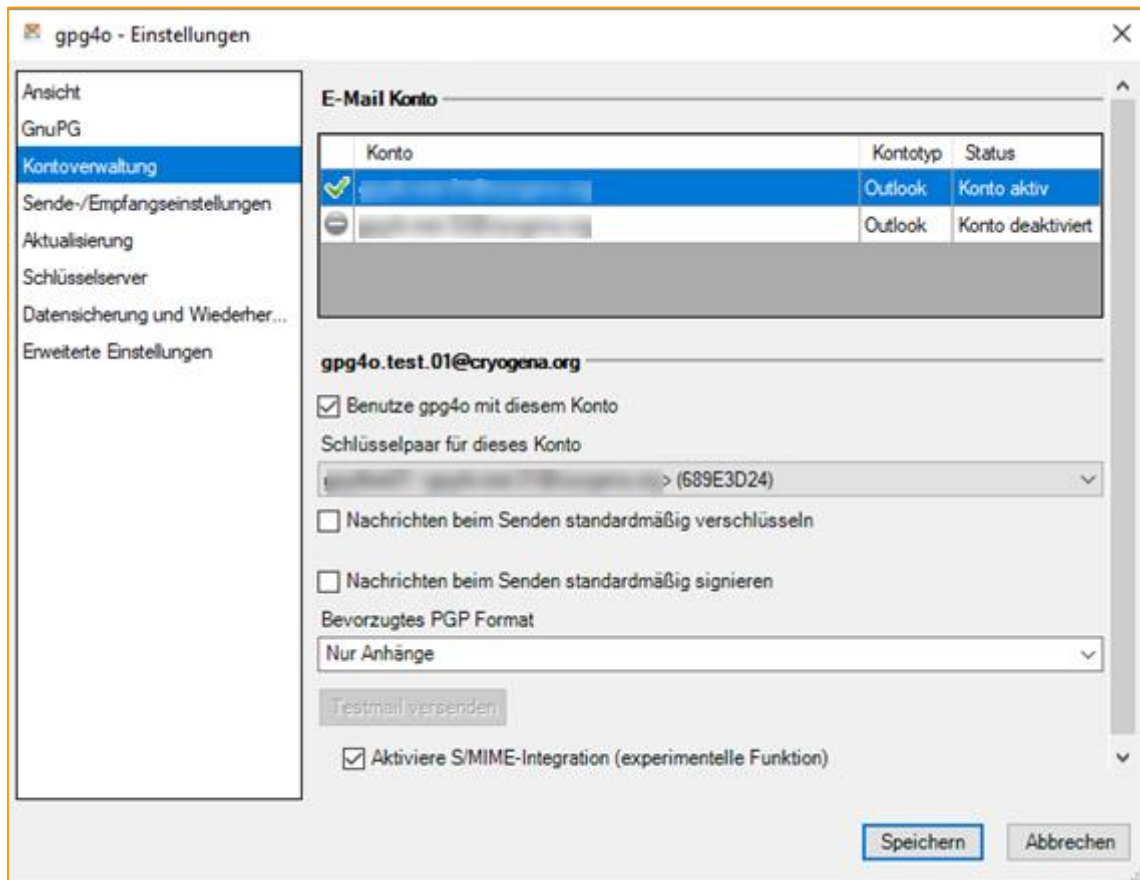 gpg4o - Einstellungen
Ansicht
GnuPG
Kontoverwaltung
Sende-/Empfangseinstellungen
Aktualisierung
Schlüsselserver
Datensicherung und Wiederher...
Erweiterte Einstellungen
E-Mail Konto
Konto Kontotyp Status
Outlook Konto aktiv
Outlook Konto deaktiviert
gpg4o.test.01@cryogena.org
Benutze gpg4o mit diesem Konto
Schlüsselpaar für dieses Konto
> (689E3D24)
Nachrichten beim Senden standardmäßig verschlüsseln
Nachrichten beim Senden standardmäßig signieren
Bevorzugtes PGP Format
Nur Anhänge
Testmail versenden
Aktiviere S/MIME-Integration (experimentelle Funktion)
Speichern Abbrechen